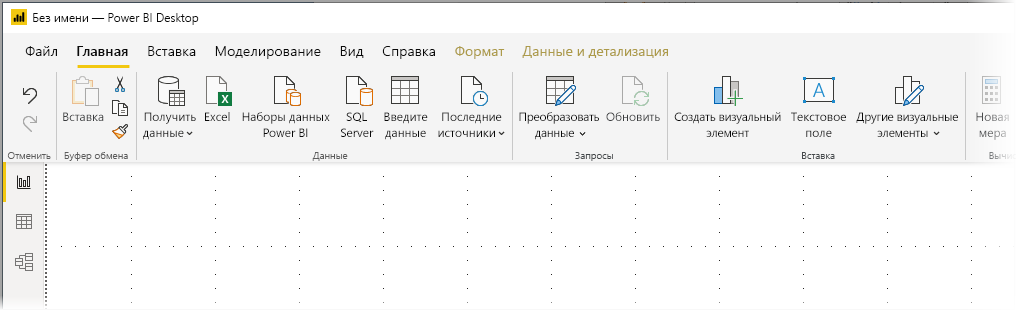 Без имени — Power BI Desktop
Файл Главная Вставка Моделирование Вид Справка Формат Данные и детализация
Вставка Получить Excel Наборы данных SQL Введите Последние Преобразовать Обновить Создать визуальный Текстовое Другие визуальные Новая
данные Power BI Server данные источники данные элемент поле элементы мера
Отменить Буфер обмена Данные Запросы Вставка